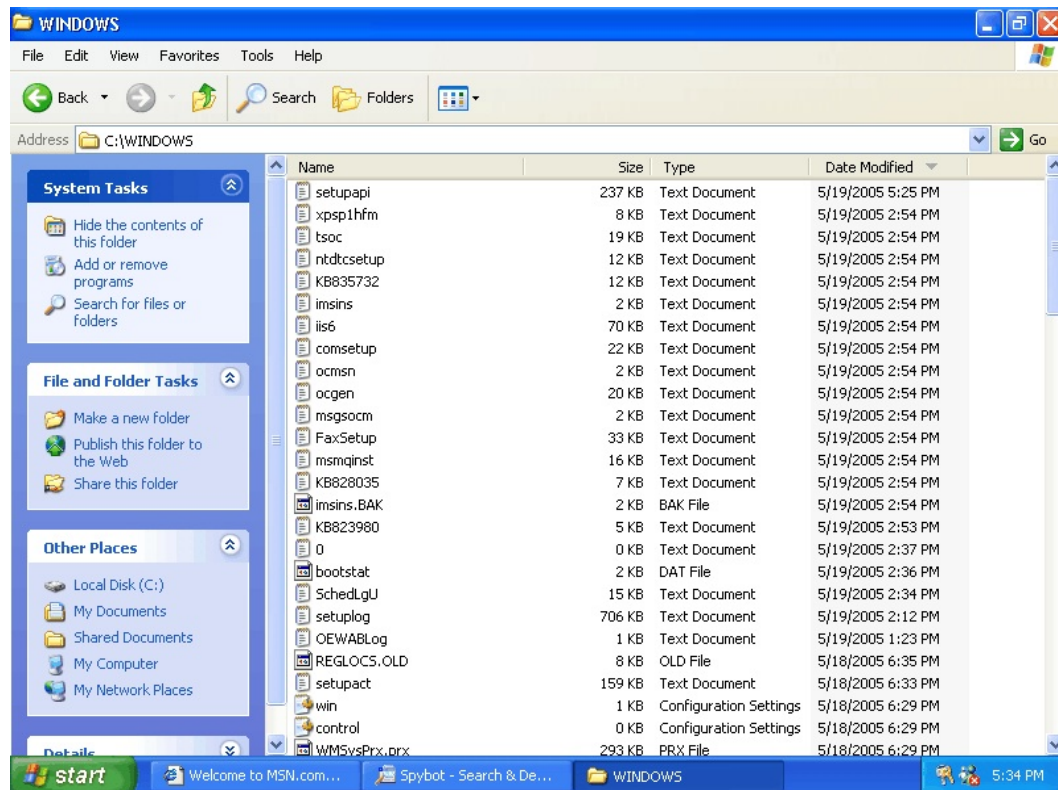 WINDOWS
File Edit View Favorites Tools Help
Back Search Folders
Address C:\WINDOWS Go
System Tasks
Hide the contents of
this folder
Add or remove
programs
Search for files or
folders
File and Folder Tasks
Make a new folder
Publish this folder to
the Web
Share this folder
Other Places
Local Disk (C:)
My Documents
Shared Documents
My Computer
My Network Places
Details
Name Size Type Date Modified
setupapi 237 KB Text Document 5/19/2005 5:25 PM
xpsp1hfm 8 KB Text Document 5/19/2005 2:54 PM
tsoc 19 KB Text Document 5/19/2005 2:54 PM
ntdtcsetup 12 KB Text Document 5/19/2005 2:54 PM
KB835732 12 KB Text Document 5/19/2005 2:54 PM
imsins 2 KB Text Document 5/19/2005 2:54 PM
iis6 70 KB Text Document 5/19/2005 2:54 PM
comsetup 22 KB Text Document 5/19/2005 2:54 PM
ocmsn 2 KB Text Document 5/19/2005 2:54 PM
ocgen 20 KB Text Document 5/19/2005 2:54 PM
msgsocm 2 KB Text Document 5/19/2005 2:54 PM
FaxSetup 33 KB Text Document 5/19/2005 2:54 PM
msmqinst 16 KB Text Document 5/19/2005 2:54 PM
KB828035 7 KB Text Document 5/19/2005 2:54 PM
imsins.BAK 2 KB BAK File 5/19/2005 2:54 PM
KB823980 5 KB Text Document 5/19/2005 2:53 PM
0 0 KB Text Document 5/19/2005 2:37 PM
bootstat 2 KB DAT File 5/19/2005 2:36 PM
SchedLgU 15 KB Text Document 5/19/2005 2:34 PM
setuplog 706 KB Text Document 5/19/2005 2:12 PM
OEWABLog 1 KB Text Document 5/19/2005 1:23 PM
REGLOCS.OLD 8 KB OLD File 5/18/2005 6:35 PM
setupact 159 KB Text Document 5/18/2005 6:33 PM
win 1 KB Configuration Settings 5/18/2005 6:29 PM
control 0 KB Configuration Settings 5/18/2005 6:29 PM
WMSysPrx.prx 293 KB PRX File 5/18/2005 6:29 PM
start Welcome to MSN.com... Spybot - Search & De... WINDOWS 5:34 PM